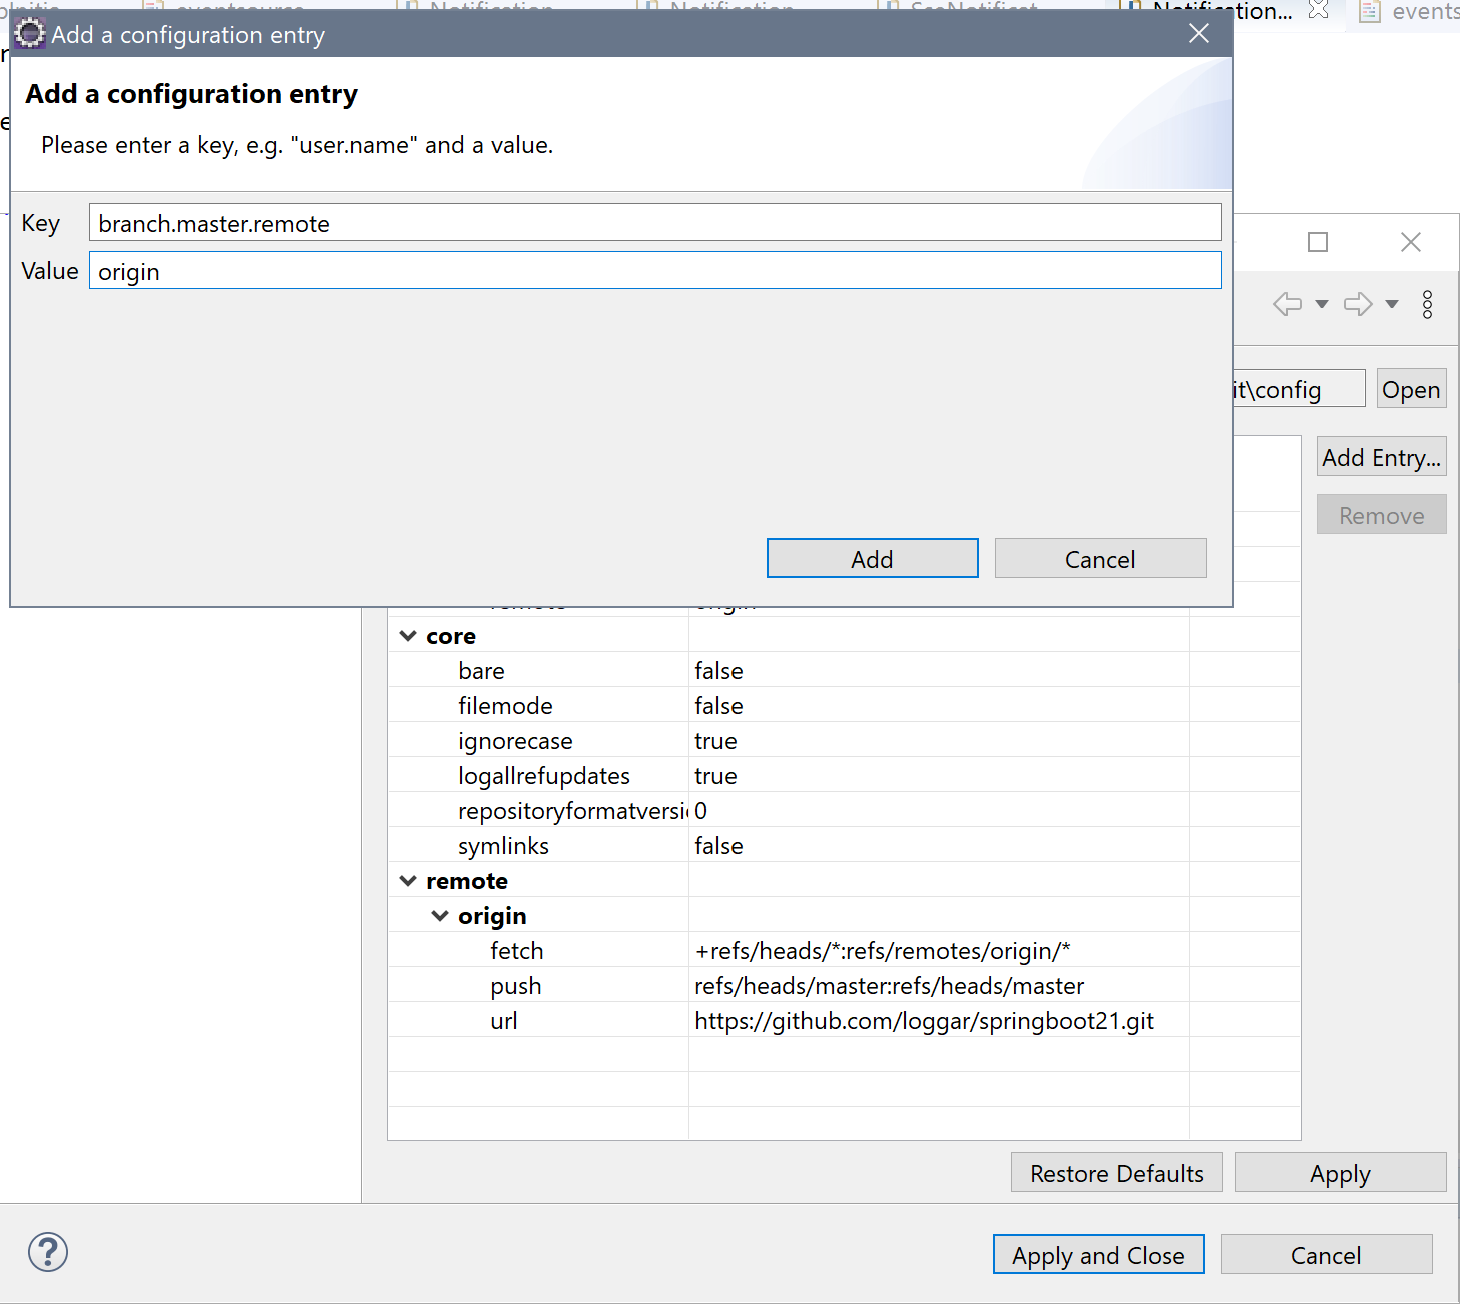 Notification...
events
Add a configuration entry
Add a configuration entry
Please enter a key, e.g. "user.name" and a value.
Key branch.master.remote
Value origin
it\config Open
Add Entry...
Remove
Add Cancel
remote origin
core
bare false
filemode false
ignorecase true
logallrefupdates true
repositoryformatversi 0
symlinks false
remote
origin
fetch +refs/heads/*:refs/remotes/origin/*
push refs/heads/master:refs/heads/master
url https://github.com/loggar/springboot21.git
Restore Defaults Apply
Apply and Close Cancel